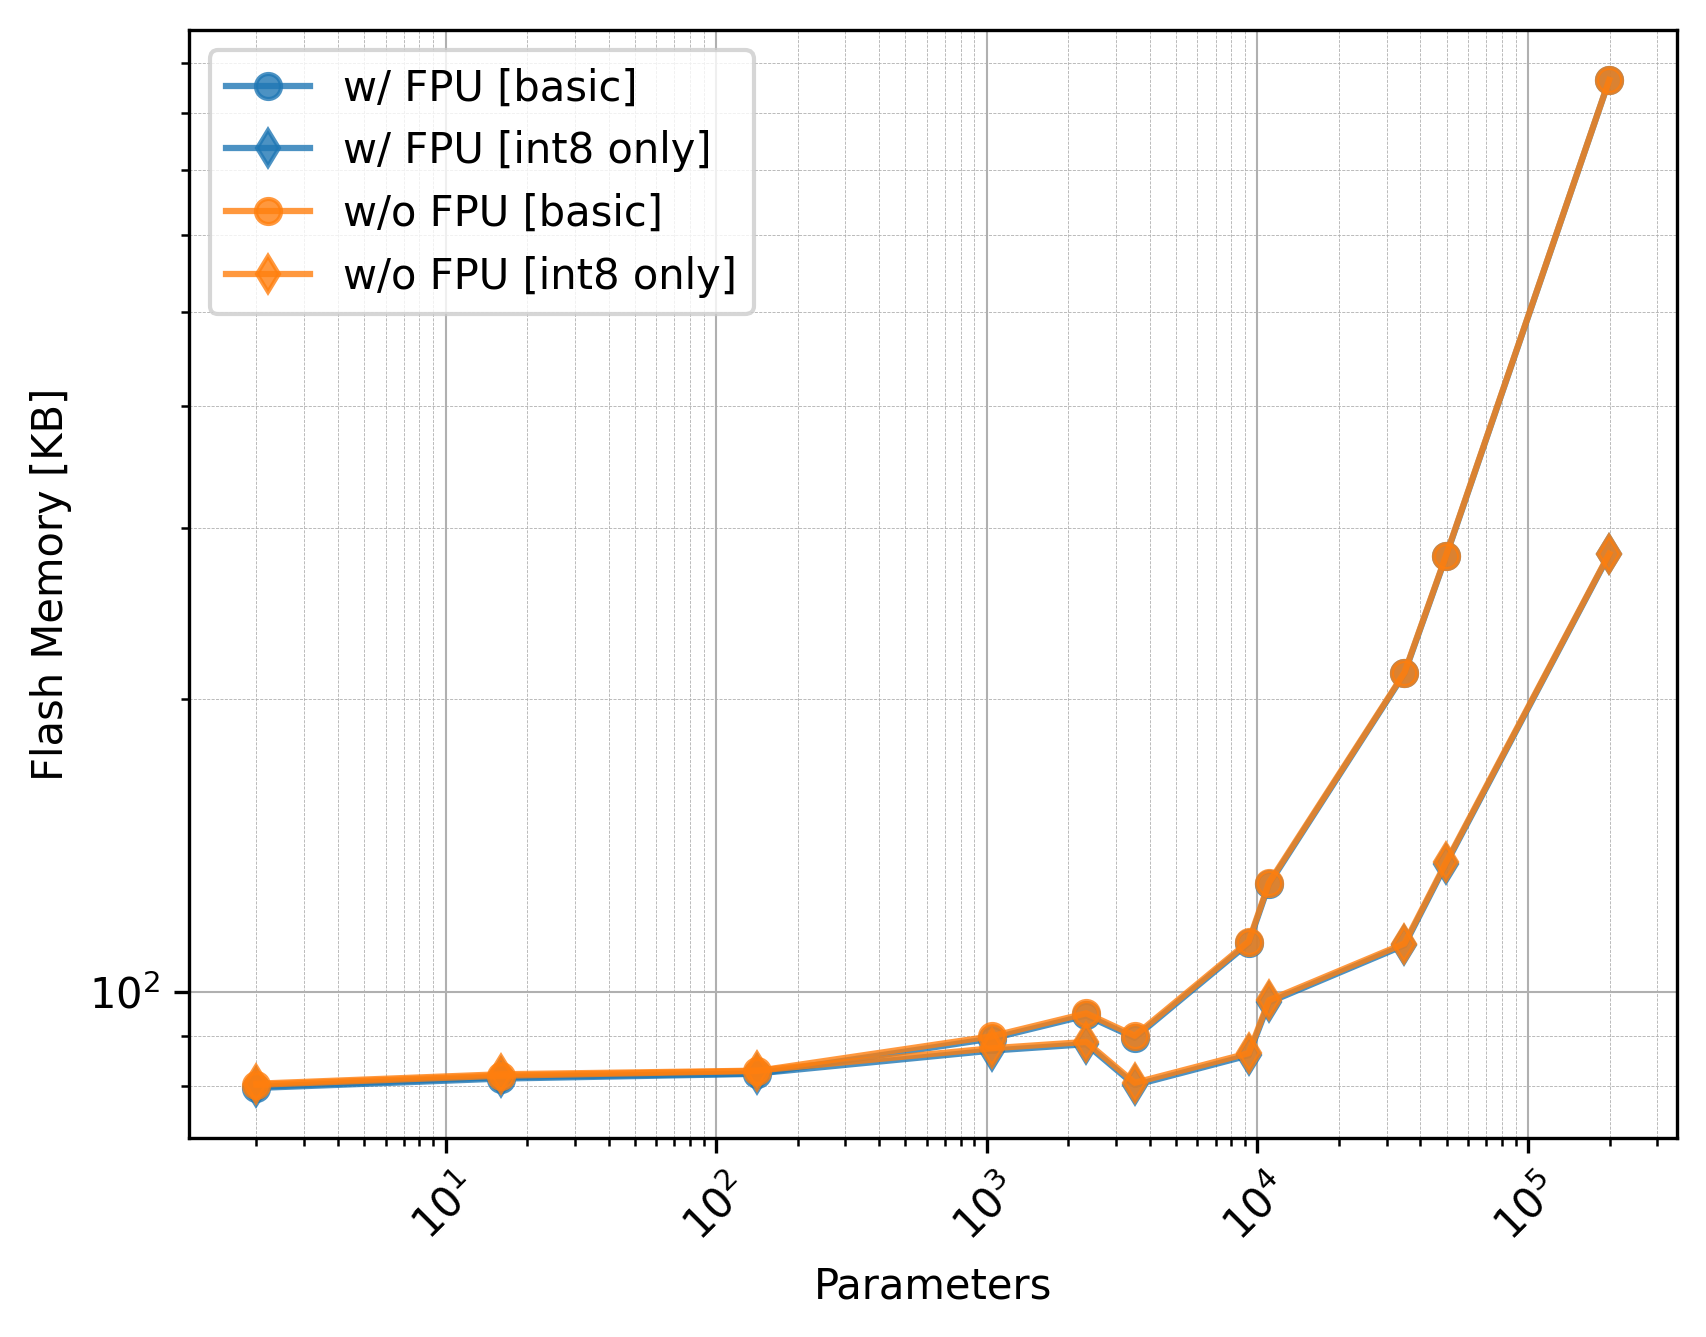 w/ FPU [basic]
w/ FPU [int8 only]
w/o FPU [basic]
w/o FPU [int8 only]
Flash Memory [KB]
10²
10¹
10²
10³
10⁴
10⁵
Parameters